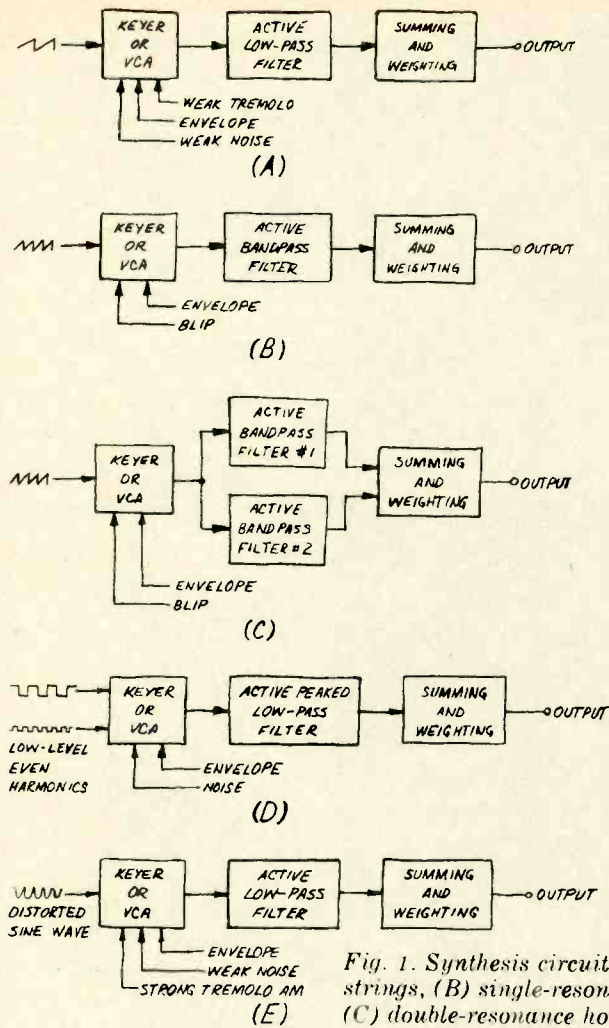 KEYER
OR
VCA
ACTIVE
LOW-PASS
FILTER
SUMMING
AND
WEIGHTING
OUTPUT
WEAK TREMOLO
ENVELOPE
WEAK NOISE
(A)
KEYER
OR
VCA
ACTIVE
BANDPASS
FILTER
SUMMING
AND
WEIGHTING
OUTPUT
ENVELOPE
BLIP
(B)
KEYER
OR
VCA
ACTIVE
BANDPASS
FILTER #1
ACTIVE
BANDPASS
FILTER #2
SUMMING
AND
WEIGHTING
OUTPUT
ENVELOPE
BLIP
(C)
LOW-LEVEL
EVEN
HARMONICS
KEYER
OR
VCA
ACTIVE PEAKED
LOW-PASS
FILTER
SUMMING
AND
WEIGHTING
OUTPUT
ENVELOPE
NOISE
(D)
DISTORTED
SINE WAVE
KEYER
OR
VCA
ACTIVE
LOW-PASS
FILTER
SUMMING
AND
WEIGHTING
OUTPUT
ENVELOPE
WEAK NOISE
STRONG TREMOLO AM
(E)
Fig. 1. Synthesis circuit
strings, (B) single-reson
(C) double-resonance ho